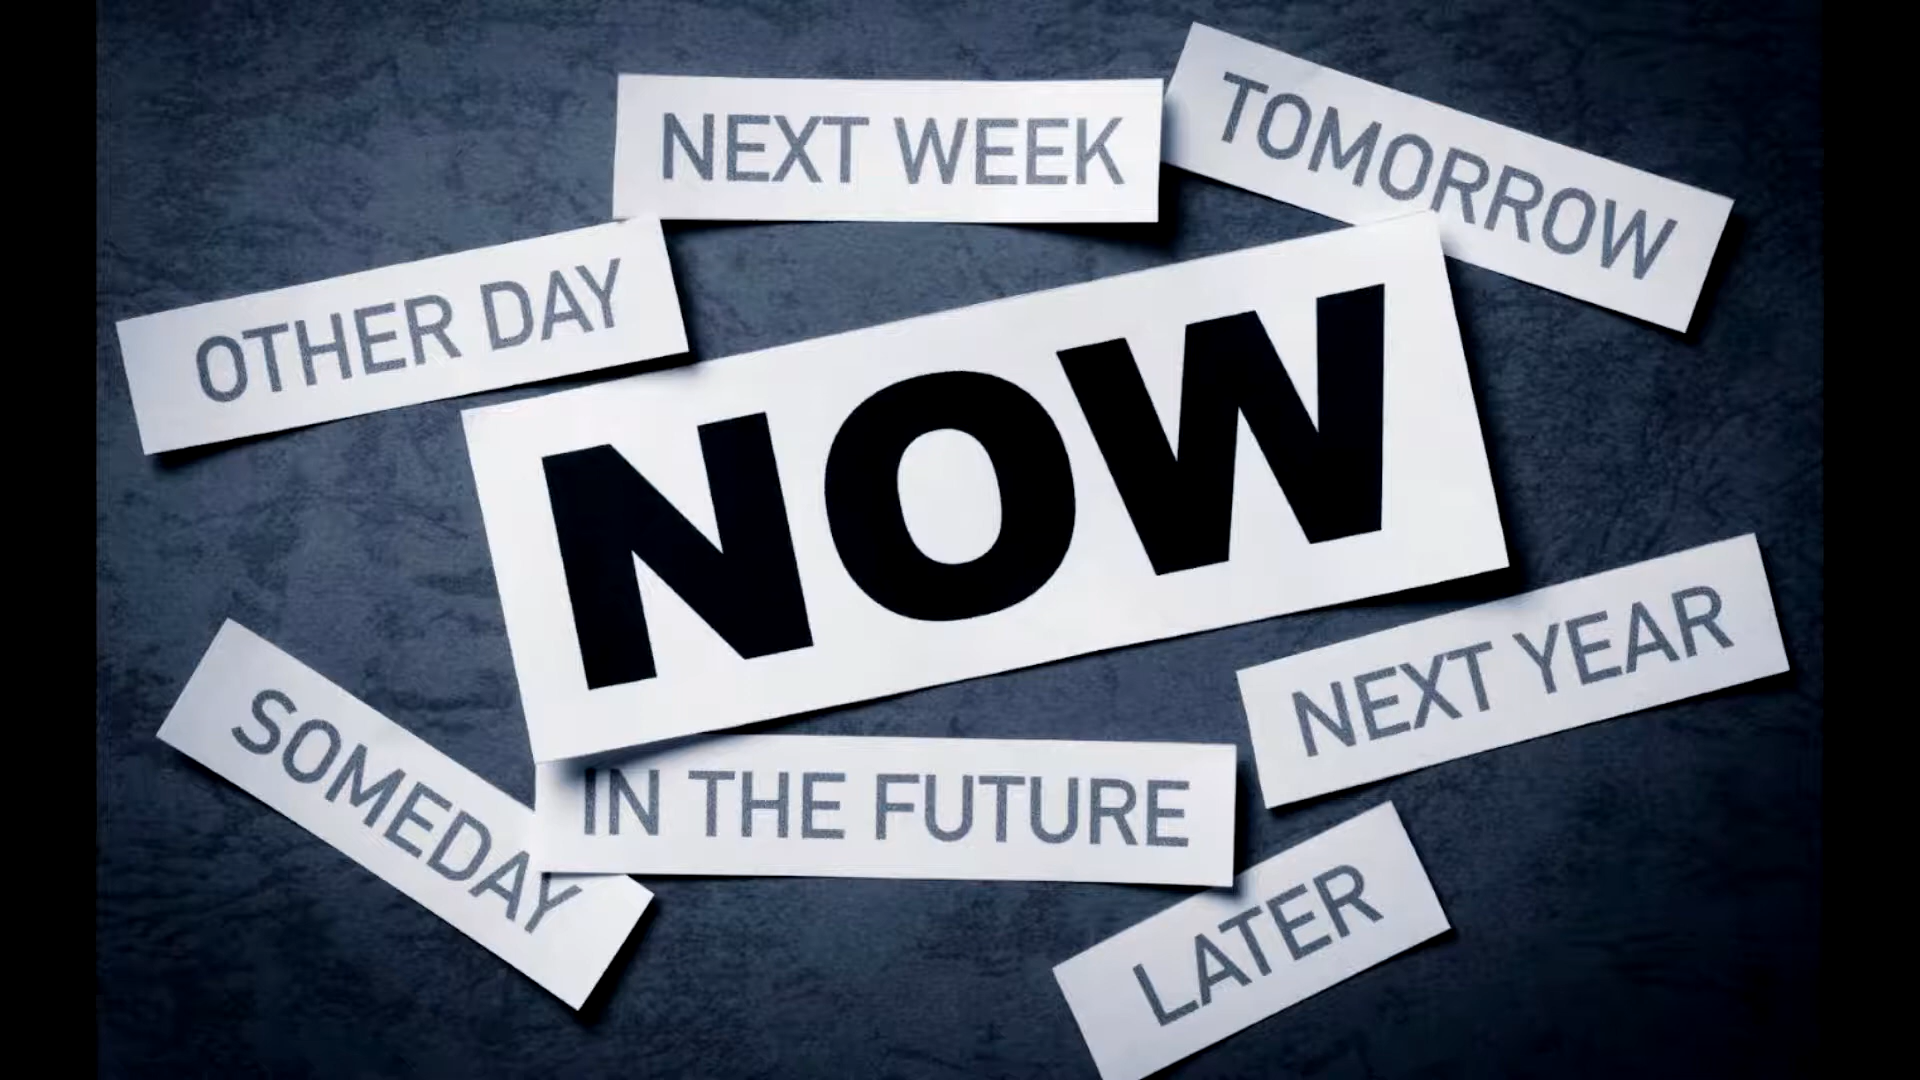 NEXT WEEK
TOMORROW
OTHER DAY
NOW
NEXT YEAR
SOMEDAY
IN THE FUTURE
LATER